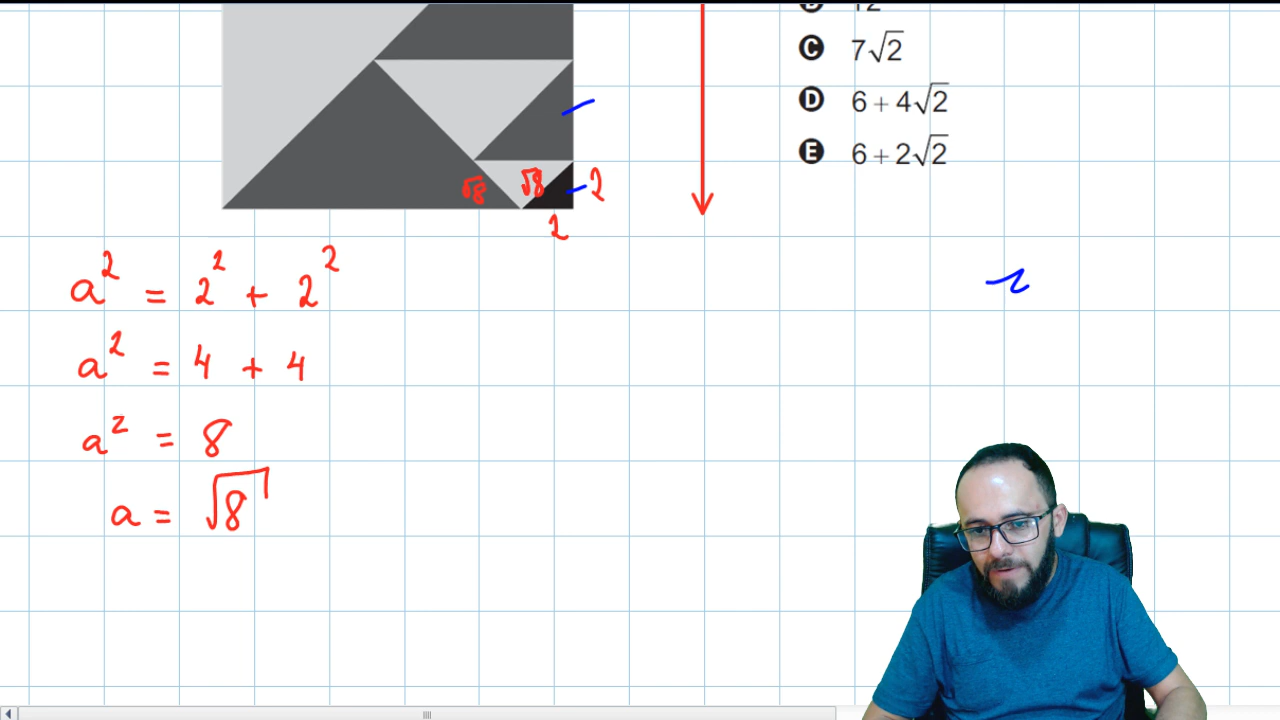 12
C 7√2
D 6 + 4√2
E 6 + 2√2
√8 √8 2
2
a² = 2² + 2²
a² = 4 + 4
a² = 8
a = √8